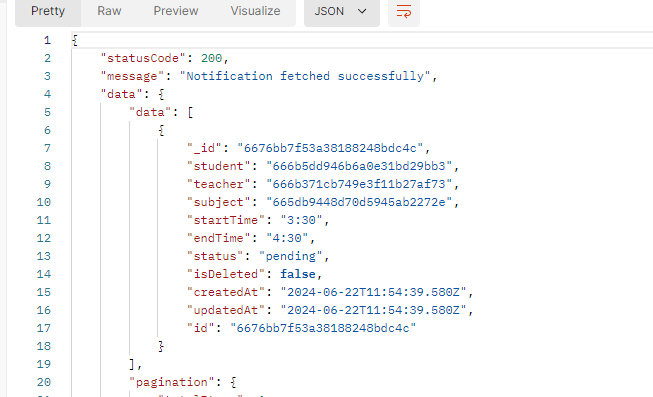 Pretty Raw Preview Visualize JSON
1 {
2 "statusCode": 200,
3 "message": "Notification fetched successfully",
4 "data": {
5 "data": [
6 {
7 "_id": "6676bb7f53a38188248bdc4c",
8 "student": "666b5dd946b6a0e31bd29bb3",
9 "teacher": "666b371cb749e3f11b27af73",
10 "subject": "665db9448d70d5945ab2272e",
11 "startTime": "3:30",
12 "endTime": "4:30",
13 "status": "pending",
14 "isDeleted": false,
15 "createdAt": "2024-06-22T11:54:39.580Z",
16 "updatedAt": "2024-06-22T11:54:39.580Z",
17 "id": "6676bb7f53a38188248bdc4c"
18 }
19 ],
20 "pagination": {